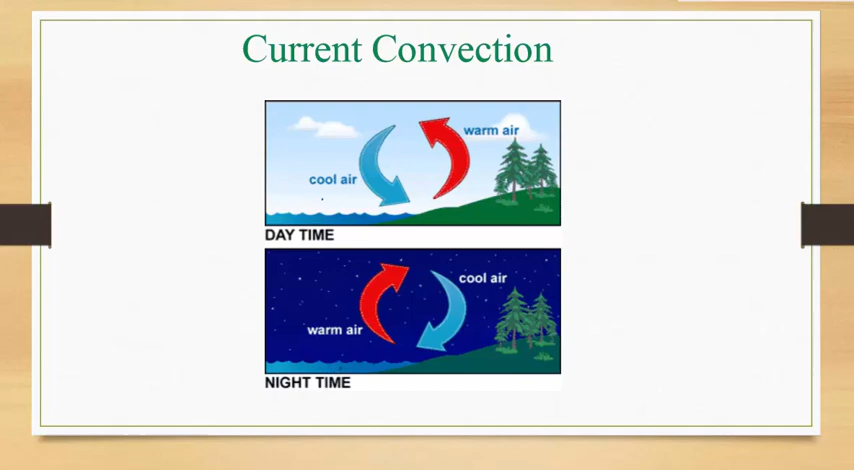 Current Convection
warm air
cool air
DAY TIME
cool air
warm air
NIGHT TIME